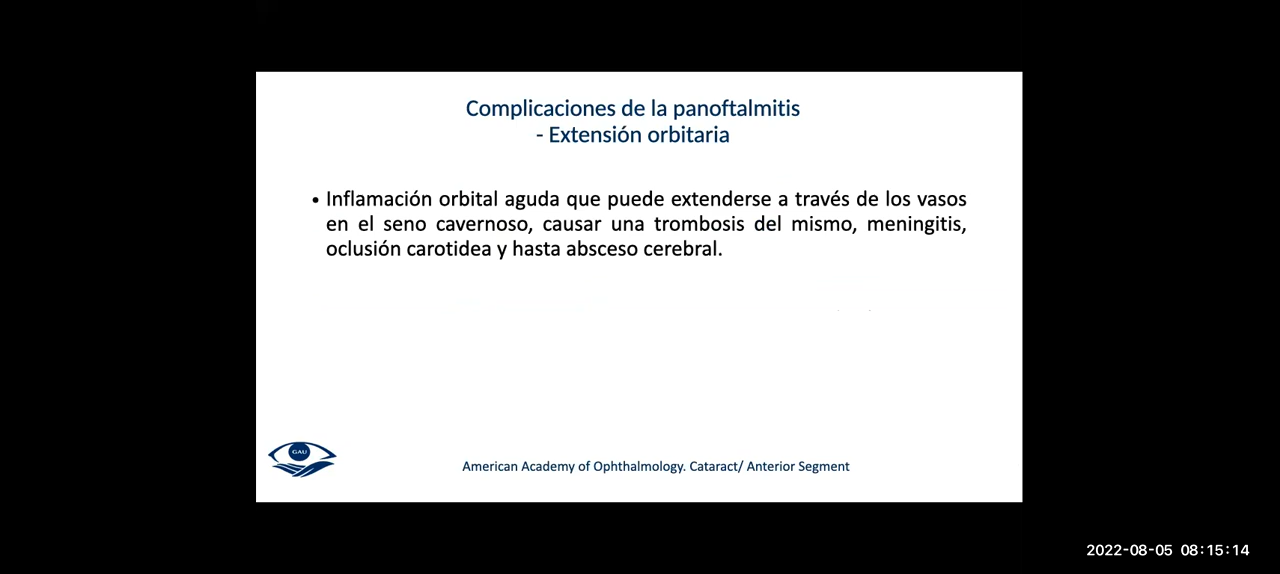 Complicaciones de la panoftalmitis
- Extensión orbitaria
• Inflamación orbital aguda que puede extenderse a través de los vasos
en el seno cavernoso, causar una trombosis del mismo, meningitis,
oclusión carotidea y hasta absceso cerebral.
GAU
American Academy of Ophthalmology. Cataract/ Anterior Segment
2022-08-05 08:15:14